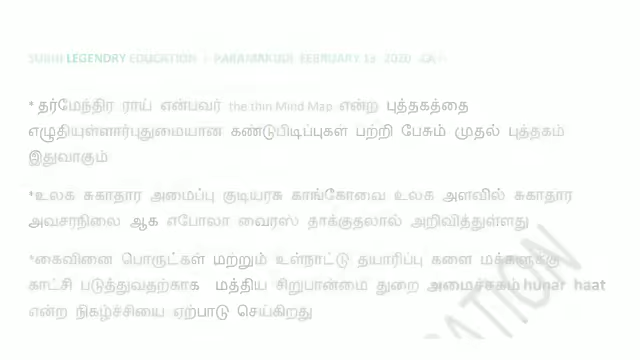 SUBHI LEGENDRY EDUCATION | PARAMAKUDI FEBRUARY 13 2020
* தர்மேந்திர ராய் என்பவர் the thin Mind Map என்ற புத்தகத்தை
எழுதியுள்ளார்புதுமையான கண்டுபிடிப்புகள் பற்றி பேசும் முதல் புத்தகம்
இதுவாகும்
*உலக சுகாதார அமைப்பு குடியரசு காங்கோவை உலக அளவில் சுகாதார
அவசரநிலை ஆக எபோலா வைரஸ் தாக்குதலால் அறிவித்துள்ளது
*கைவினை பொருட்கள் மற்றும் உள்நாட்டு தயாரிப்பு களை மக்களுக்கு
காட்சி படுத்துவதற்காக மத்திய சிறுபான்மை துறை அமைச்சகம் hunar haat
என்ற நிகழ்ச்சியை ஏற்பாடு செய்கிறது